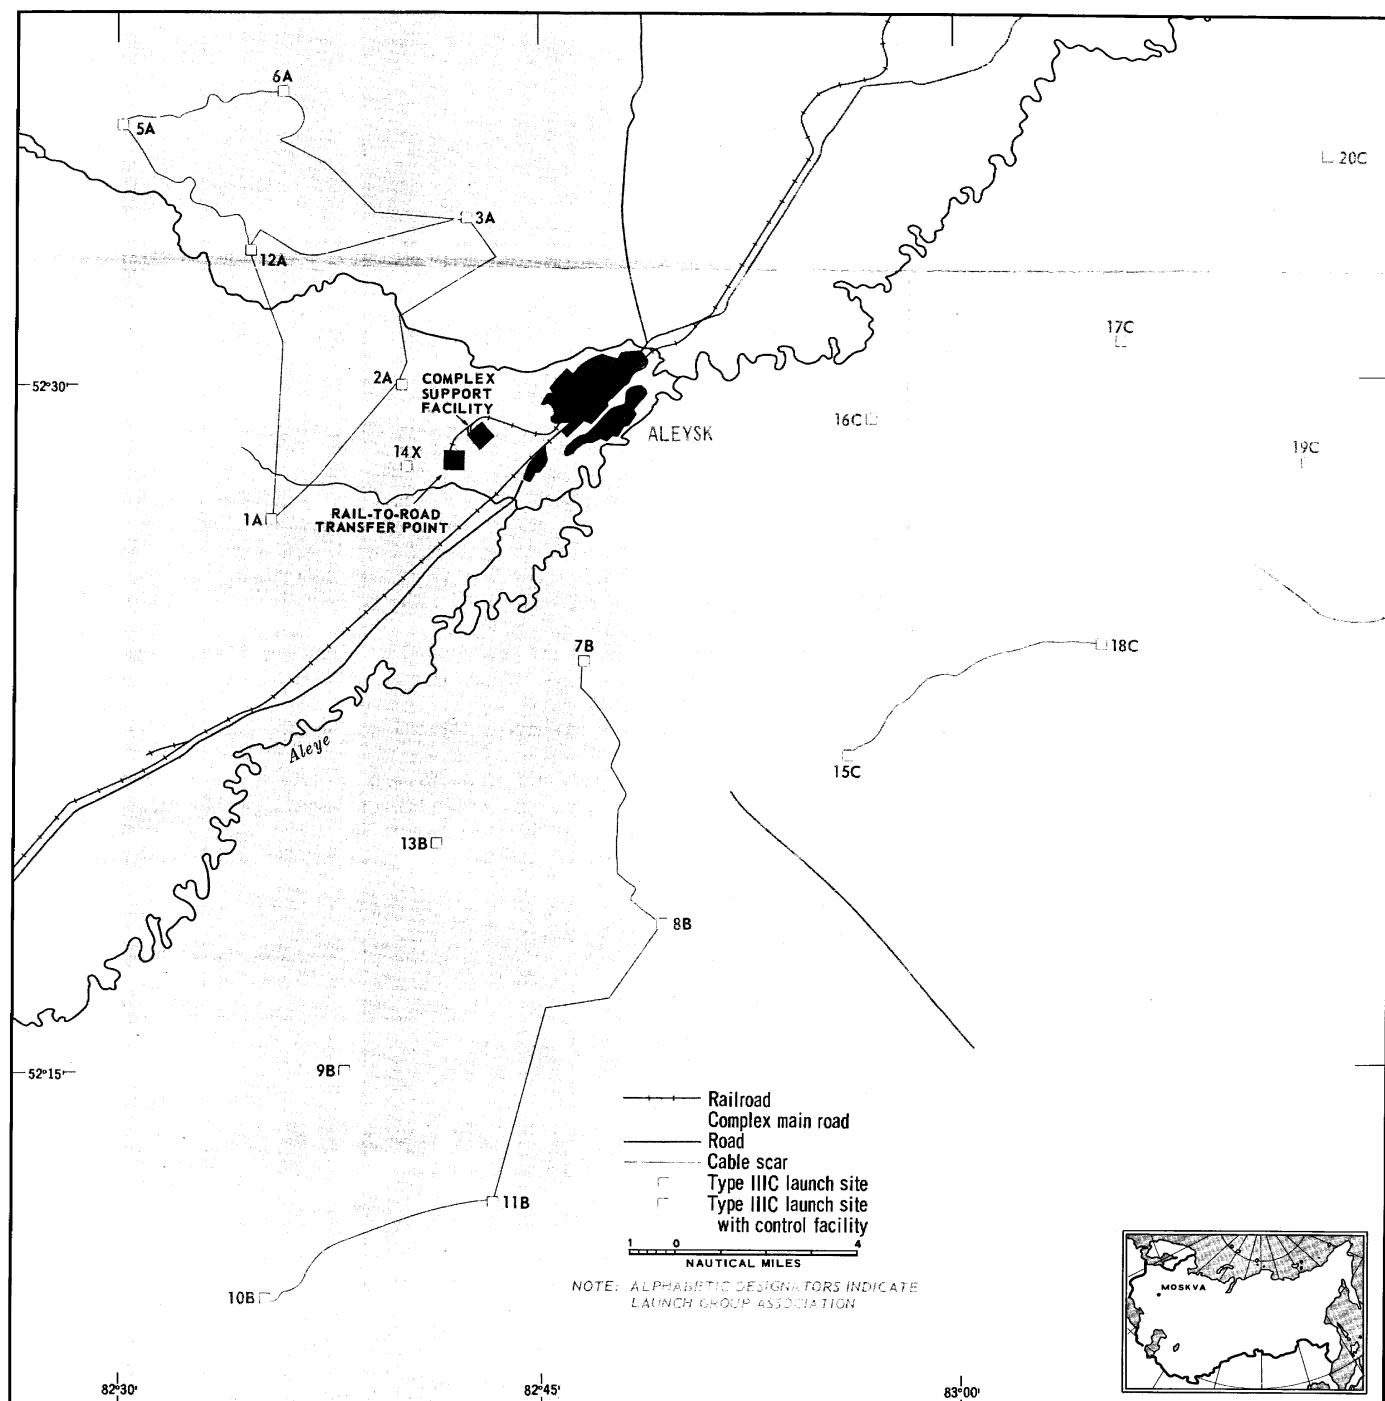 6A
5A
20C
3A
12A
17C
52°30'
2A
COMPLEX
SUPPORT
FACILITY
16C
ALEYSK
14X
19C
1A
RAIL-TO-ROAD
TRANSFER POINT
7B
18C
Aleye
15C
13B
8B
9B
52°15'
Railroad
Complex main road
Road
Cable scar
Type IIIC launch site
Type IIIC launch site
with control facility
11B
1 0 4
NAUTICAL MILES
NOTE: ALPHABETIC DESIGNATORS INDICATE
LAUNCH GROUP ASSOCIATION
10B
MOSKVA
82°30'
82°45'
83°00'